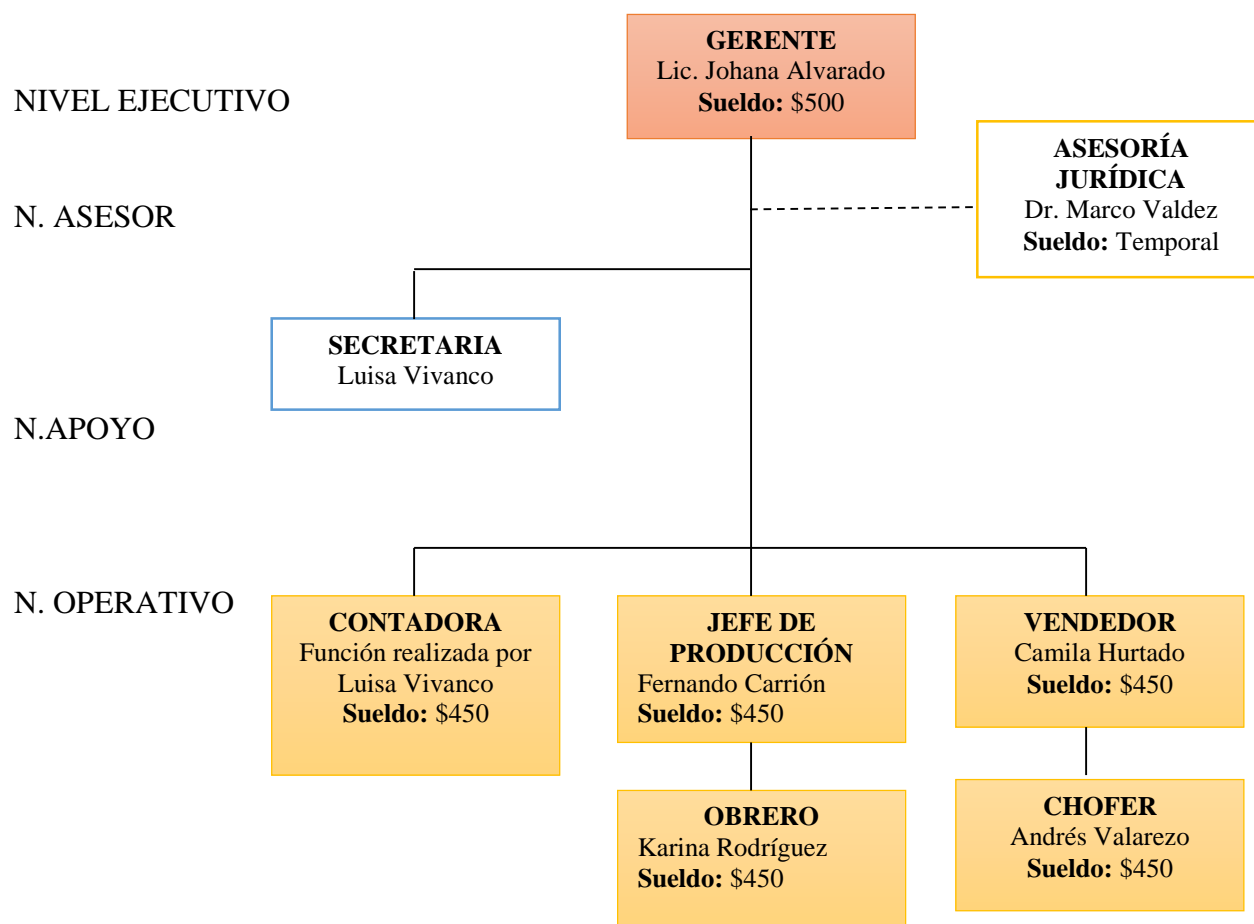 GERENTE
Lic. Johana Alvarado
Sueldo: $500
NIVEL EJECUTIVO
ASESORÍA
JURÍDICA
Dr. Marco Valdez
Sueldo: Temporal
N. ASESOR
SECRETARIA
Luisa Vivanco
N.APOYO
N. OPERATIVO
CONTADORA
Función realizada por
Luisa Vivanco
Sueldo: $450
JEFE DE
PRODUCCIÓN
Fernando Carrión
Sueldo: $450
VENDEDOR
Camila Hurtado
Sueldo: $450
OBRERO
Karina Rodríguez
Sueldo: $450
CHOFER
Andrés Valarezo
Sueldo: $450